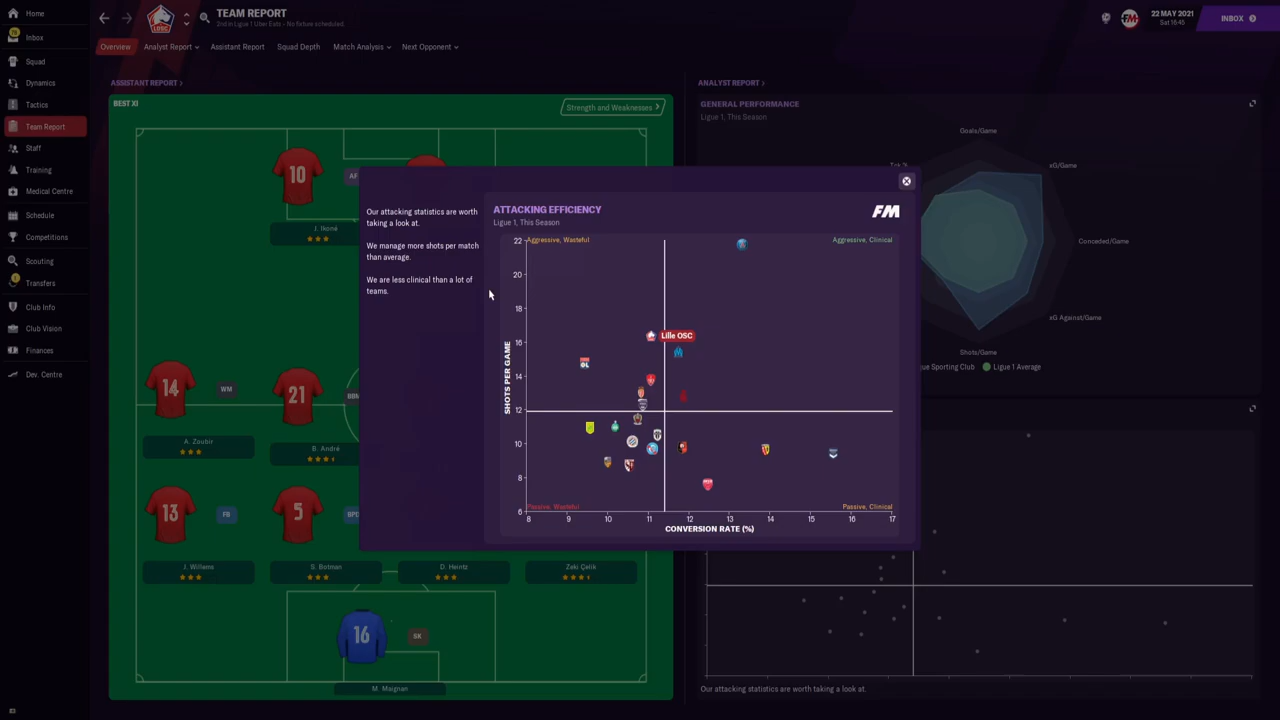 Home
Inbox
Squad
Dynamics
Tactics
Team Report
Staff
Training
Medical Centre
Schedule
Competitions
Scouting
Transfers
Club Info
Club Vision
Finances
Dev. Centre
TEAM REPORT
2nd in Ligue 1 Uber Eats - No fixture scheduled.
22 MAY 2021
Sat 16:45
INBOX
Overview
Analyst Report
Assistant Report
Squad Depth
Match Analysis
Next Opponent
ASSISTANT REPORT >
BEST XI
Strength and Weaknesses >
10
AF
J. Ikoné
14
WM
A. Zoubir
21
BBM
B. André
13
FB
J. Willems
5
BPD
S. Botman
D. Heintz
Zeki Çelik
16
SK
M. Maignan
Our attacking statistics are worth
taking a look at.
We manage more shots per match
than average.
We are less clinical than a lot of
teams.
ATTACKING EFFICIENCY
Ligue 1, This Season
FM
Aggressive, Wasteful
Aggressive, Clinical
Passive, Wasteful
Passive, Clinical
Lille OSC
OL
SHOTS PER GAME
22
20
18
16
14
12
10
8
6
8
9
10
11
12
13
14
15
16
17
CONVERSION RATE (%)
ANALYST REPORT >
GENERAL PERFORMANCE
Ligue 1, This Season
Goals/Game
xG/Game
Conceded/Game
xG Against/Game
Shots/Game
gue Sporting Club
Ligue 1 Average
Our attacking statistics are worth taking a look at.